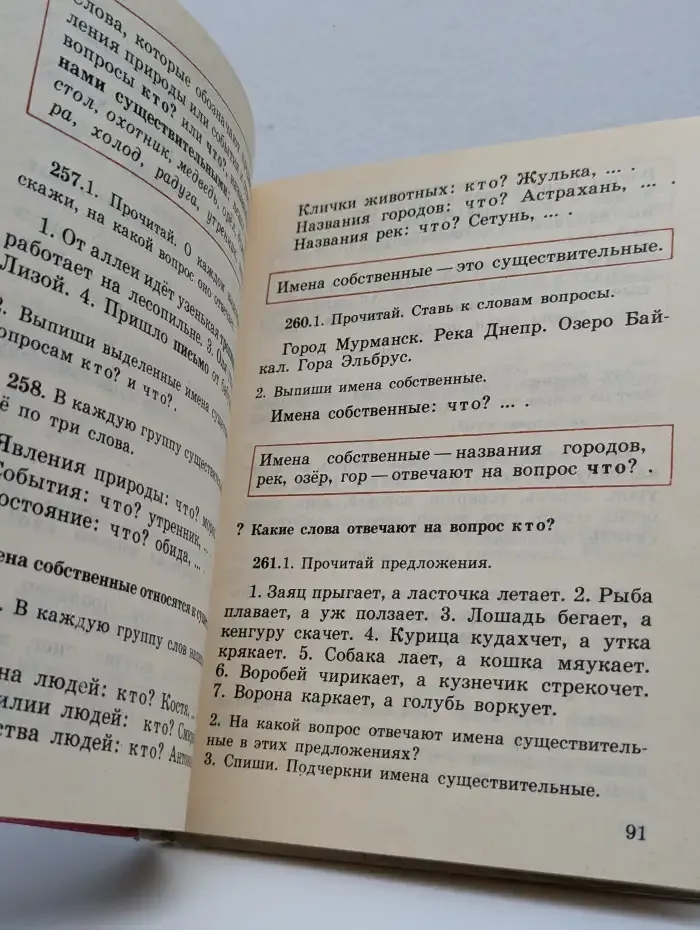 Слова, которые обозначают
ления природы или события
вопросы кто? или что?,
нами существительными:
стол, охотник, медведь,
ра, холод, радуга,
257.1. Прочитай. О каждом
скажи, на какой вопрос оно отвечает.
1. От аллеи идёт узенькая
работает на лесопильне. 3.
Лизой. 4. Пришло письмо от
2. Выпиши выделенные имена
опросам кто? и что?.
258. В каждую группу
ё по три слова.
Явления природы: что?
События: что? утренник, ...
остояние: что? обида, ... .
ена собственные относятся к
. В каждую группу слов
на людей: кто? Костя, ...
илии людей: кто?
ства людей: кто?
Клички животных: кто? Жулька, ... .
Названия городов: что? Астрахань, ... .
Названия рек: что? Сетунь, ... .
Имена собственные — это существительные.
260.1. Прочитай. Ставь к словам вопросы.
Город Мурманск. Река Днепр. Озеро Бай-
кал. Гора Эльбрус.
2. Выпиши имена собственные.
Имена собственные: что? ... .
Имена собственные — названия городов,
рек, озёр, гор — отвечают на вопрос что? .
? Какие слова отвечают на вопрос кто?
261.1. Прочитай предложения.
1. Заяц прыгает, а ласточка летает. 2. Рыба
плавает, а уж ползает. 3. Лошадь бегает, а
кенгуру скачет. 4. Курица кудахчет, а утка
крякает. 5. Собака лает, а кошка мяукает.
6. Воробей чирикает, а кузнечик стрекочет.
7. Ворона каркает, а голубь воркует.
2. На какой вопрос отвечают имена существитель-
ные в этих предложениях?
3. Спиши. Подчеркни имена существительные.
91